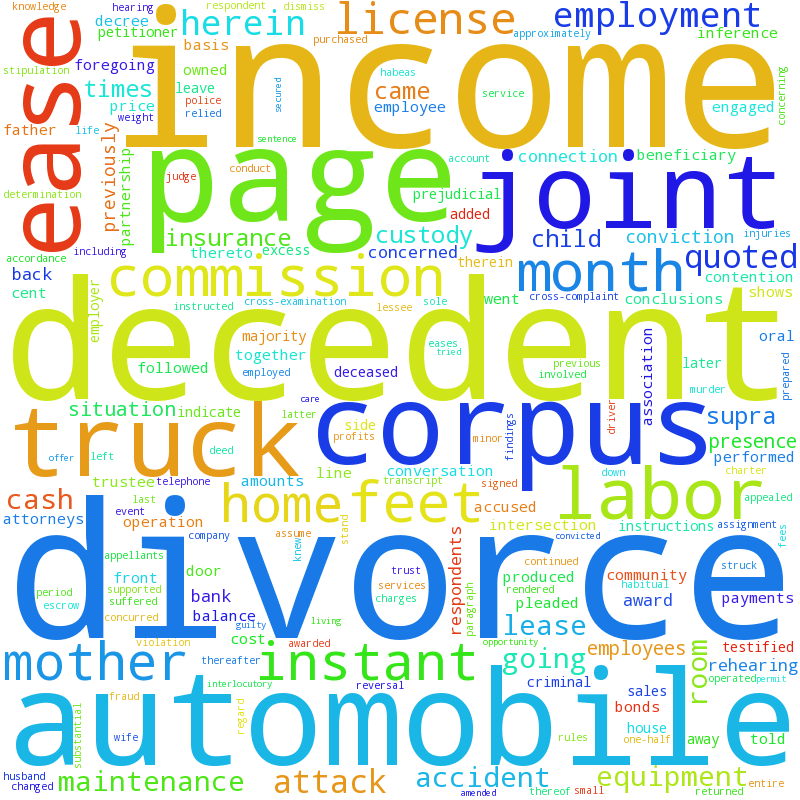 knowledge hearing respondent dismiss
decree herein license employment
petitioner
basis purchased approximately inference
ease income
foregoing
stipulation owned habeas concerning
times leave came service
price police secured employee engaged
weight relied
father life previously sentence
partnership page account connection beneficiary
judge conduct joint
determination prejudicial
added
insurance custody child conviction injuries
accordance including thereto excess concerned quoted
back commission therein month contention
cent employer instructed cross-examination lessee sole went cross-complaint conclusions shows
decedent
majority eases association oral
together tried
followed employed deceased previous involved later prepared
murder
care
situation indicate latter corpus driver supra
truck deed side profits minor findings presence
offer left line conversation down performed
trustee telephone amounts transcript signed labor charter
cash last home feet accused appealed
attorneys event operation intersection instructions assignment fees
company assume stand convicted
appellants knew divorce
front door continued struck
period supported services respondents produced community habitual
escrow suffered bank trust charges paragraph rendered
concurred balance guilty living pleaded award payments
violation cost awarded opportunity lease
mother thereafter instant going employees room testified
rehearing
interlocutory reversal criminal operated permit
fraud sales
substantial automobile bonds
wife regard rules house away told
one-half
husband
changed maintenance attack accident equipment entire
amended thereof small returned